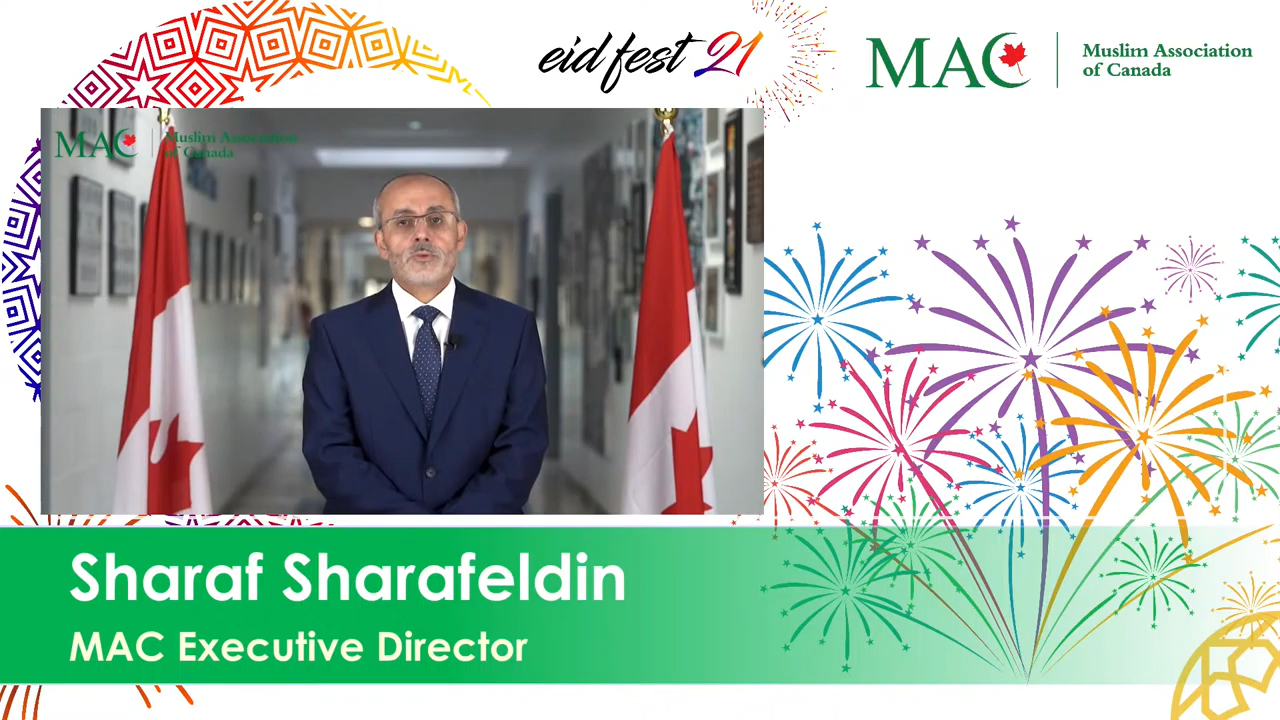 eid fest 21
MAC
Muslim Association
of Canada
MAC
Muslim Association
of Canada
Sharaf Sharafeldin
MAC Executive Director